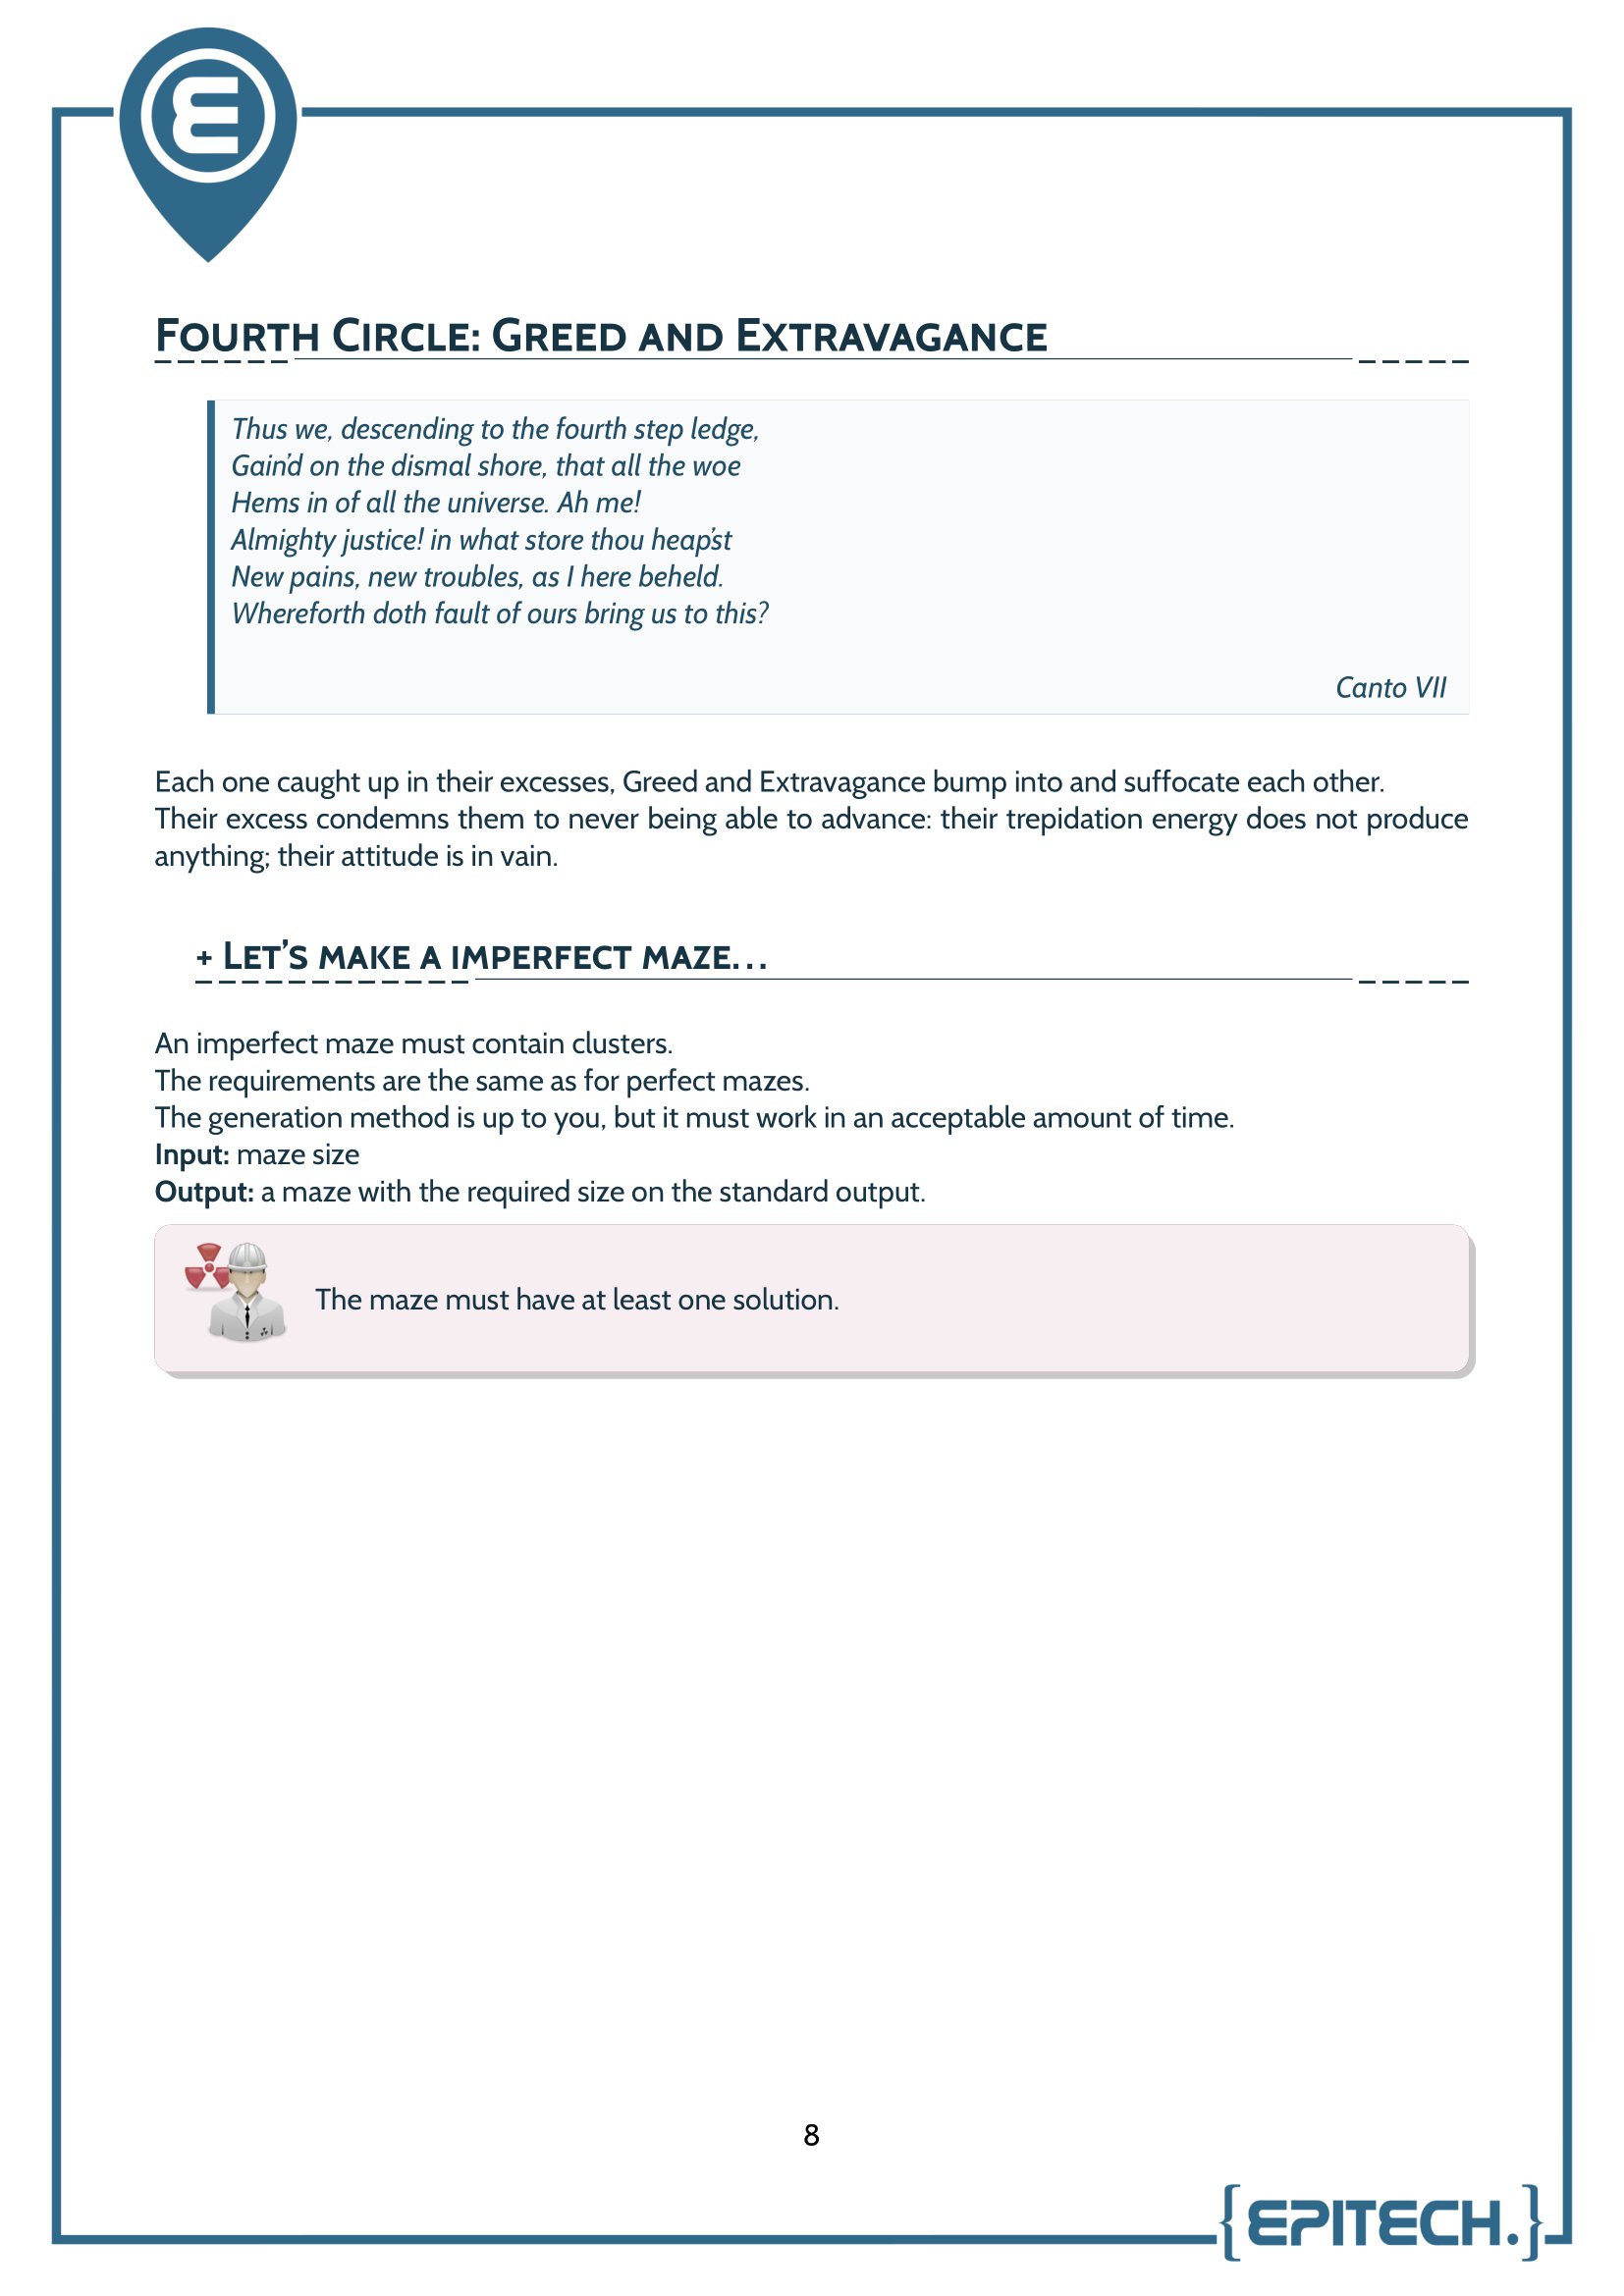 Fourth Circle: Greed and Extravagance
Thus we, descending to the fourth step ledge,
Gain'd on the dismal shore, that all the woe
Hems in of all the universe. Ah me!
Almighty justice! in what store thou heap'st
New pains, new troubles, as I here beheld.
Whereforth doth fault of ours bring us to this?
Canto VII
Each one caught up in their excesses, Greed and Extravagance bump into and suffocate each other.
Their excess condemns them to never being able to advance: their trepidation energy does not produce
anything; their attitude is in vain.
+ Let's make a imperfect maze...
An imperfect maze must contain clusters.
The requirements are the same as for perfect mazes.
The generation method is up to you, but it must work in an acceptable amount of time.
Input: maze size
Output: a maze with the required size on the standard output.
The maze must have at least one solution.
8
{EPITECH.}